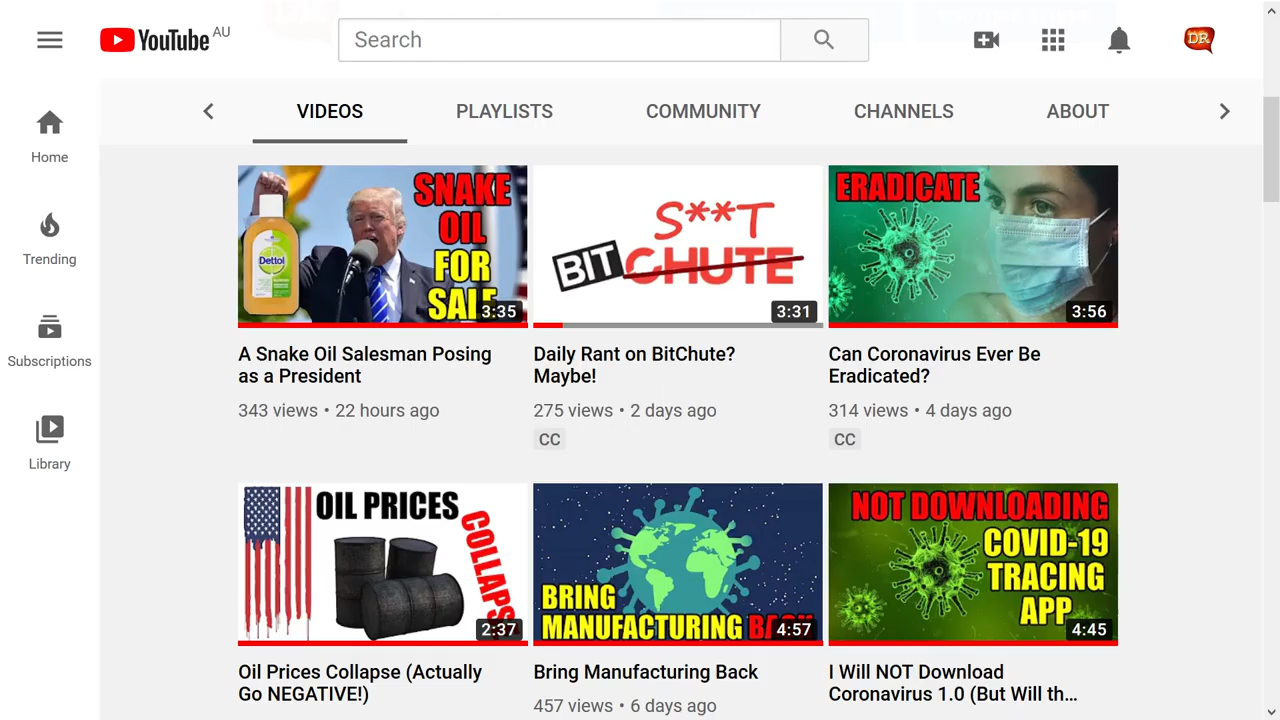 YouTube AU
Search
DR
VIDEOS PLAYLISTS COMMUNITY CHANNELS ABOUT
Home
Trending
Subscriptions
Library
Dettol
SNAKE
OIL
FOR
SALE
3:35
A Snake Oil Salesman Posing
as a President
343 views • 22 hours ago
S**T
BIT CHUTE
3:31
Daily Rant on BitChute?
Maybe!
275 views • 2 days ago
CC
ERADICATE
3:56
Can Coronavirus Ever Be
Eradicated?
314 views • 4 days ago
CC
OIL PRICES
COLLAPS
2:37
Oil Prices Collapse (Actually
Go NEGATIVE!)
BRING
MANUFACTURING BACK
4:57
Bring Manufacturing Back
457 views • 6 days ago
NOT DOWNLOADING
COVID-19
TRACING
APP
4:45
I Will NOT Download
Coronavirus 1.0 (But Will th...